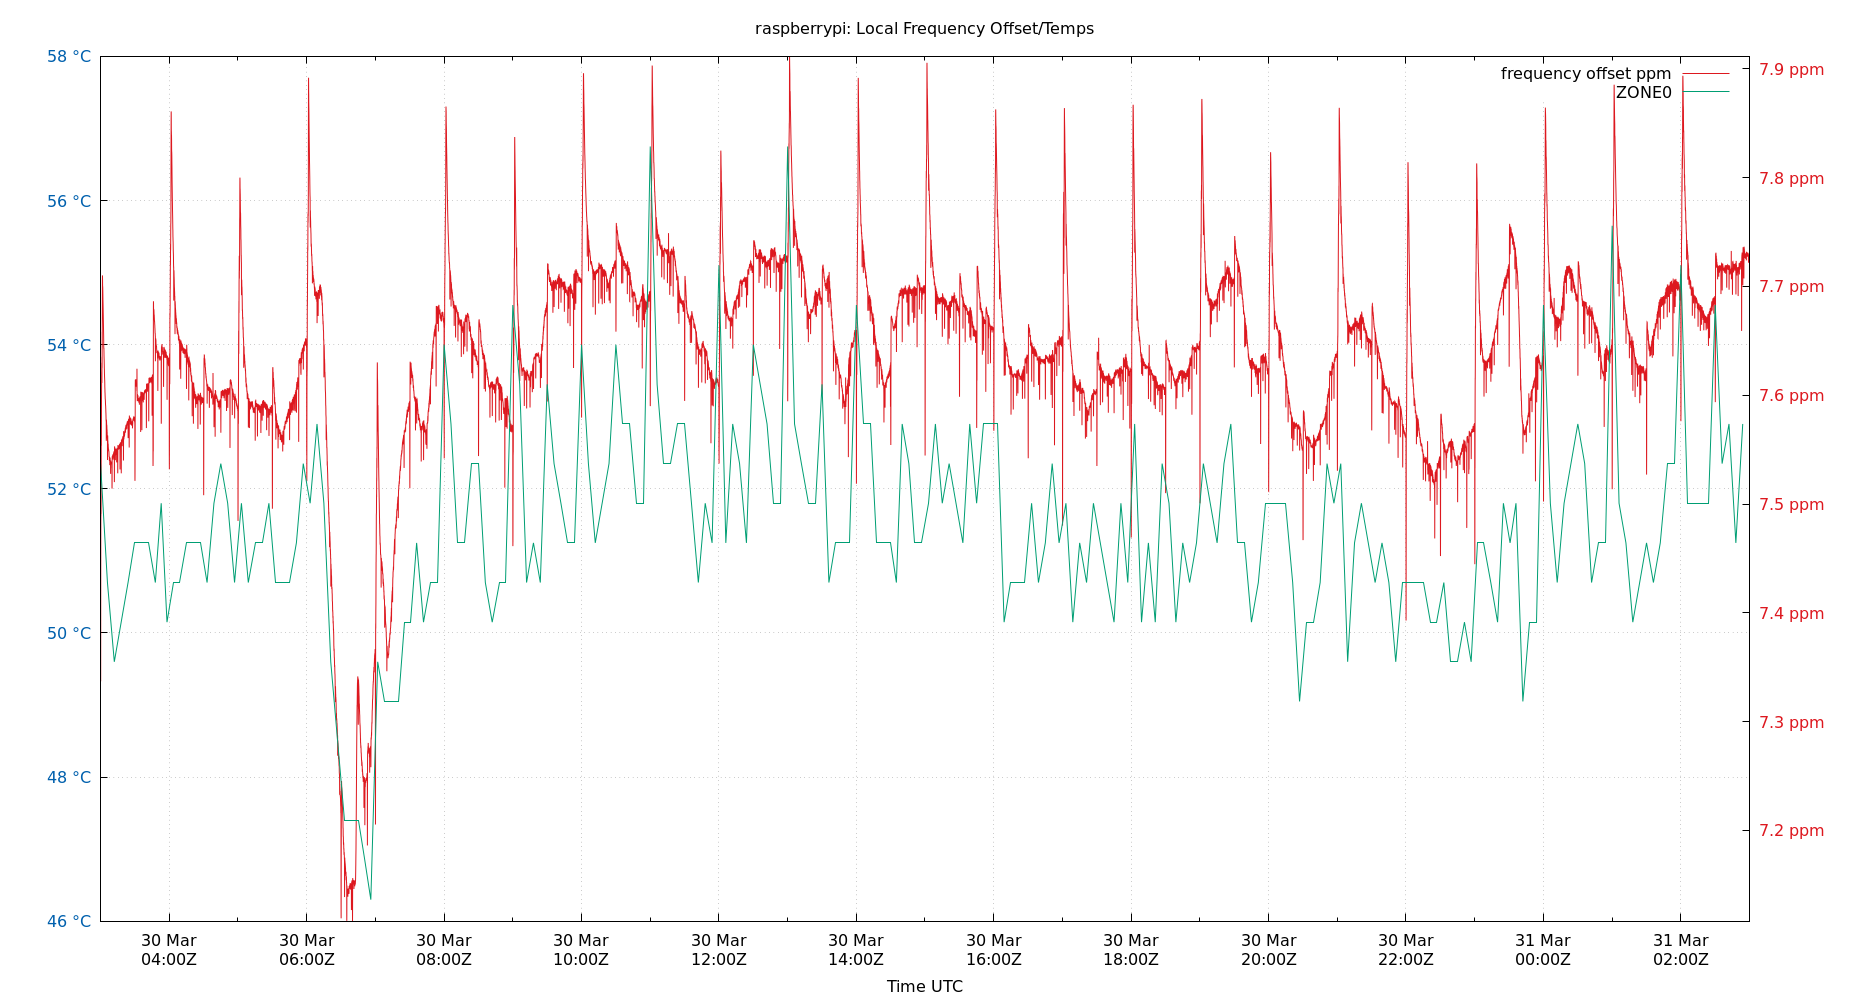 raspberrypi: Local Frequency Offset/Temps
58 °C
56 °C
54 °C
52 °C
50 °C
48 °C
46 °C
frequency offset ppm
ZONE0
7.9 ppm
7.8 ppm
7.7 ppm
7.6 ppm
7.5 ppm
7.4 ppm
7.3 ppm
7.2 ppm
30 Mar 30 Mar 30 Mar 30 Mar 30 Mar 30 Mar 30 Mar 30 Mar 30 Mar 30 Mar 31 Mar 31 Mar
04:00Z 06:00Z 08:00Z 10:00Z 12:00Z 14:00Z 16:00Z 18:00Z 20:00Z 22:00Z 00:00Z 02:00Z
Time UTC